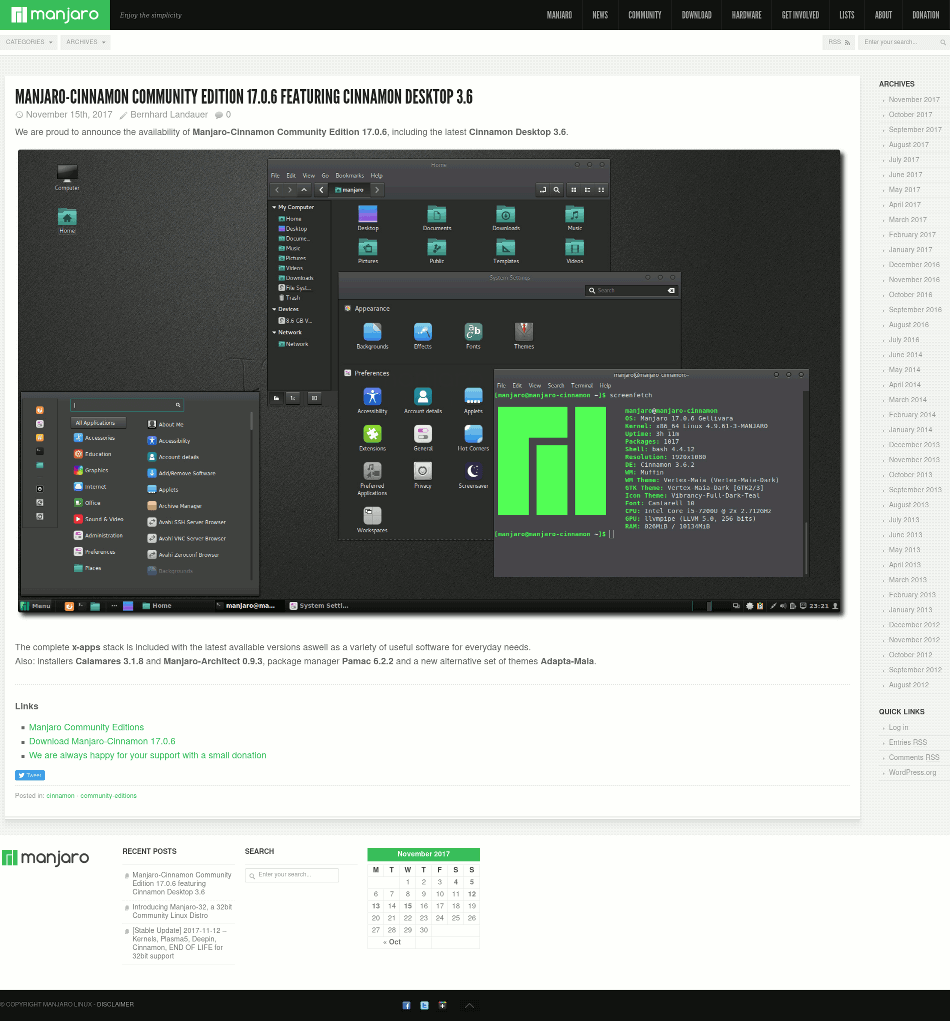 manjaro
Enjoy the simplicity
MANJARO NEWS COMMUNITY DOWNLOAD HARDWARE GET INVOLVED LISTS ABOUT DONATION
CATEGORIES ARCHIVES
RSS Enter your search...
MANJARO-CINNAMON COMMUNITY EDITION 17.0.6 FEATURING CINNAMON DESKTOP 3.6
November 15th, 2017 Bernhard Landauer 0
We are proud to announce the availability of Manjaro-Cinnamon Community Edition 17.0.6, including the latest Cinnamon Desktop 3.6.
Computer
Home
Home
File Edit View Go Bookmarks Help
manjaro
My Computer
Home
Desktop
Docume...
Music
Pictures
Videos
Downloads
File Syst...
Trash
Devices
8.6 GB V...
Network
Network
Desktop Documents Downloads Music
Pictures Public Templates Videos
System Settings
Search
Appearance
Backgrounds Effects Fonts Themes
Preferences
Accessibility Account details Applets
Extensions General Hot Corners
Preferred Applications Privacy Screensaver
Workspaces
manjaro@manjaro-cinnamon:~
File Edit View Search Terminal Help
[manjaro@manjaro-cinnamon ~]$ screenfetch
manjaro@manjaro-cinnamon
OS: Manjaro 17.0.6 Gellivara
Kernel: x86_64 Linux 4.9.61-3-MANJARO
Uptime: 3h 11m
Packages: 1017
Shell: bash 4.4.12
Resolution: 1920x1080
DE: Cinnamon 3.6.2
WM: Muffin
WM Theme: Vertex-Maia (Vertex-Maia-Dark)
GTK Theme: Vertex-Maia-Dark [GTK2/3]
Icon Theme: Vibrancy-Full-Dark-Teal
Font: Cantarell 10
CPU: Intel Core i5-7200U @ 2x 2.712GHz
GPU: llvmpipe (LLVM 5.0, 256 bits)
RAM: 826MiB / 10134MiB
[manjaro@manjaro-cinnamon ~]$
All Applications
Accessories
Education
Graphics
Internet
Office
Sound & Video
Administration
Preferences
Places
About Me
Accessibility
Account details
Add/Remove Software
Applets
Archive Manager
Avahi SSH Server Browser
Avahi VNC Server Browser
Avahi Zeroconf Browser
Backgrounds
Menu Home manjaro@ma... System Setti... 23:21
The complete x-apps stack is included with the latest available versions aswell as a variety of useful software for everyday needs.
Also: Installers Calamares 3.1.8 and Manjaro-Architect 0.9.3, package manager Pamac 6.2.2 and a new alternative set of themes Adapta-Maia.
Links
Manjaro Community Editions
Download Manjaro-Cinnamon 17.0.6
We are always happy for your support with a small donation
Tweet
Posted in: cinnamon · community-editions
ARCHIVES
November 2017
October 2017
September 2017
August 2017
July 2017
June 2017
May 2017
April 2017
March 2017
February 2017
January 2017
December 2016
November 2016
October 2016
September 2016
August 2016
July 2016
June 2014
May 2014
April 2014
March 2014
February 2014
January 2014
December 2013
November 2013
October 2013
September 2013
August 2013
July 2013
June 2013
May 2013
April 2013
March 2013
February 2013
January 2013
December 2012
November 2012
October 2012
September 2012
August 2012
QUICK LINKS
Log in
Entries RSS
Comments RSS
WordPress.org
manjaro
RECENT POSTS
Manjaro-Cinnamon Community
Edition 17.0.6 featuring
Cinnamon Desktop 3.6
Introducing Manjaro-32, a 32bit
Community Linux Distro
[Stable Update] 2017-11-12 –
Kernels, Plasma5, Deepin,
Cinnamon, END OF LIFE for
32bit support
SEARCH
Enter your search...
November 2017
M T W T F S S
1 2 3 4 5
6 7 8 9 10 11 12
13 14 15 16 17 18 19
20 21 22 23 24 25 26
27 28 29 30
« Oct
© COPYRIGHT MANJARO LINUX - DISCLAIMER